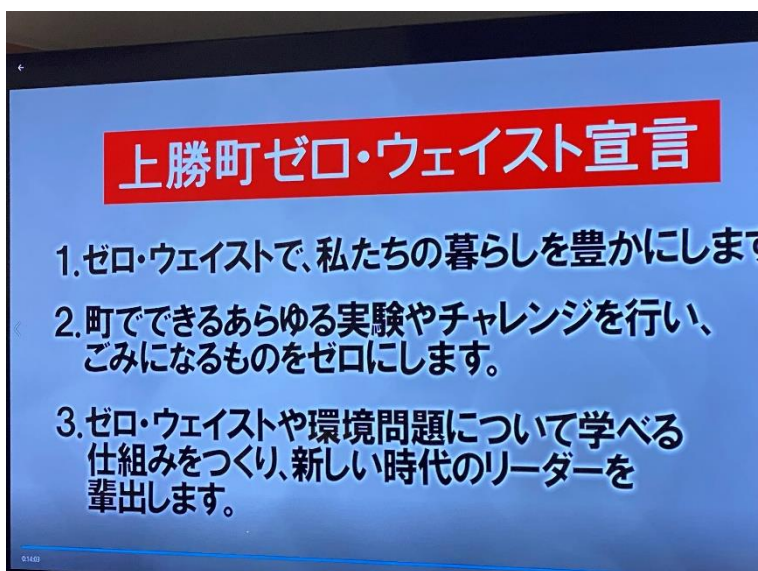 ←
上勝町ゼロ・ウェイスト宣言
1.ゼロ・ウェイストで、私たちの暮らしを豊かにします
2.町でできるあらゆる実験やチャレンジを行い、
ごみになるものをゼロにします。
3.ゼロ・ウェイストや環境問題について学べる
仕組みをつくり、新しい時代のリーダーを
輩出します。
0:14:03